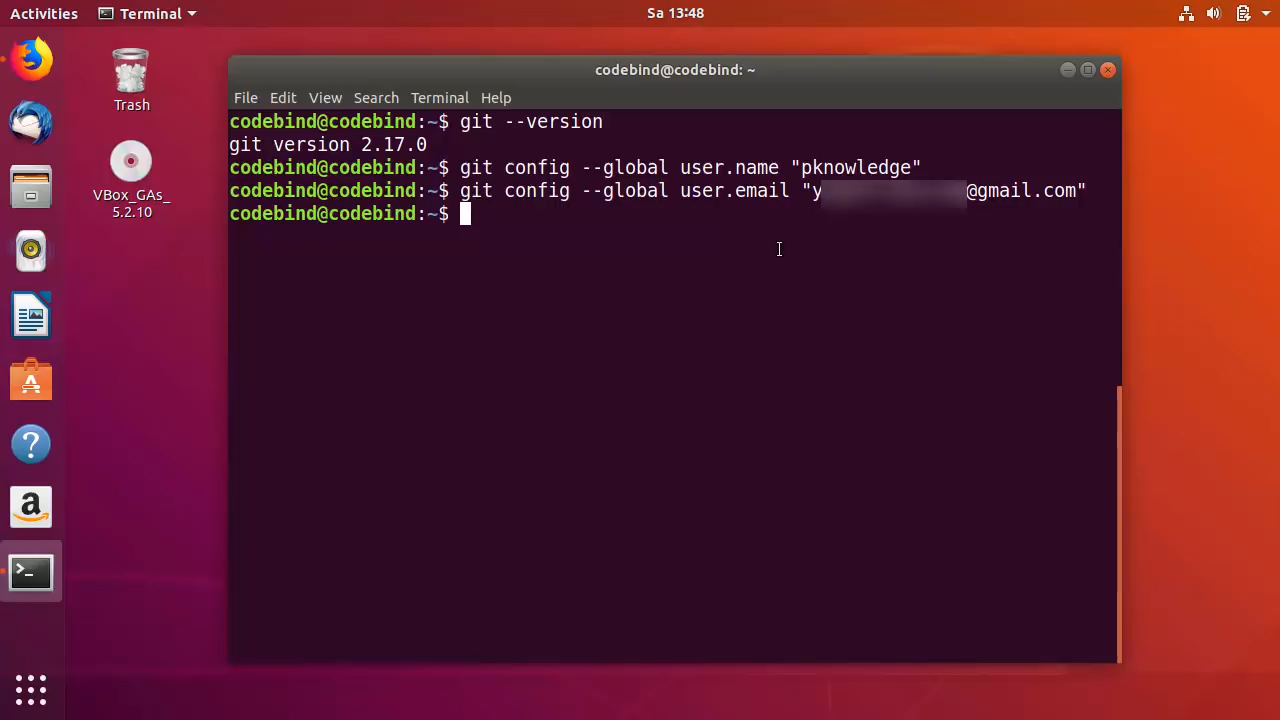 Activities Terminal Sa 13:48
Trash
VBox_GAs_
5.2.10
codebind@codebind: ~
File Edit View Search Terminal Help
codebind@codebind:~$ git --version
git version 2.17.0
codebind@codebind:~$ git config --global user.name "pknowledge"
codebind@codebind:~$ git config --global user.email "y @gmail.com"
codebind@codebind:~$